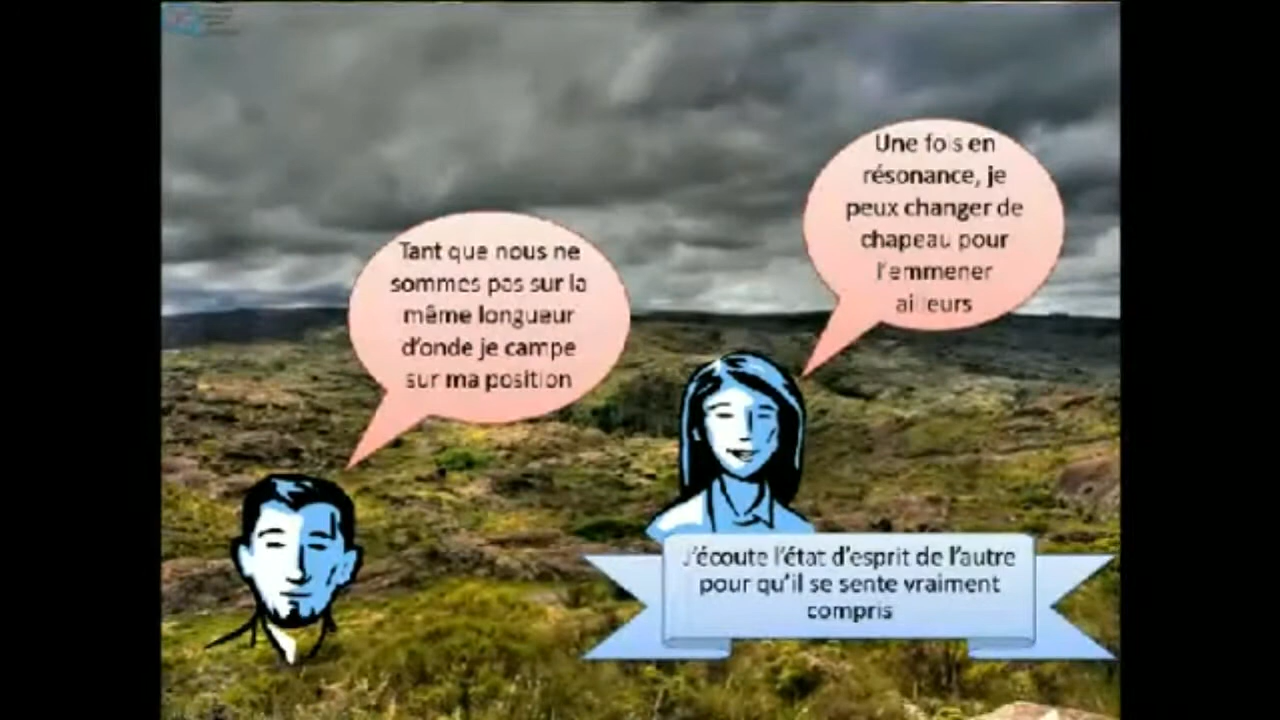 Une fois en
résonance, je
peux changer de
chapeau pour
l'emmener
ailleurs
Tant que nous ne
sommes pas sur la
même longueur
d'onde je campe
sur ma position
J'écoute l'état d'esprit de l'autre
pour qu'il se sente vraiment
compris